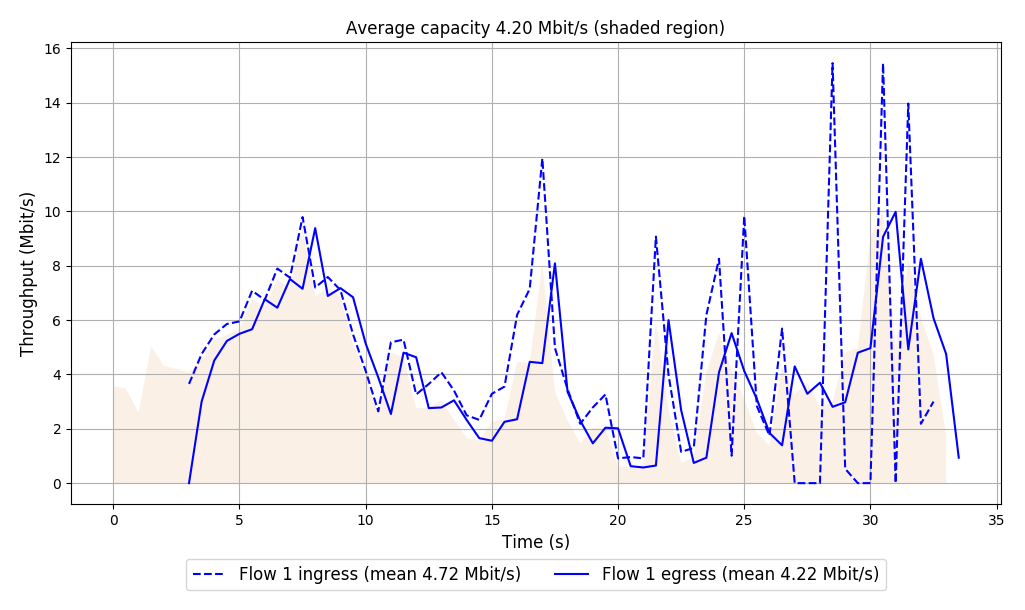 Average capacity 4.20 Mbit/s (shaded region)
16
14
12
10
8
6
4
2
0
Throughput (Mbit/s)
0 5 10 15 20 25 30 35
Time (s)
Flow 1 ingress (mean 4.72 Mbit/s) Flow 1 egress (mean 4.22 Mbit/s)